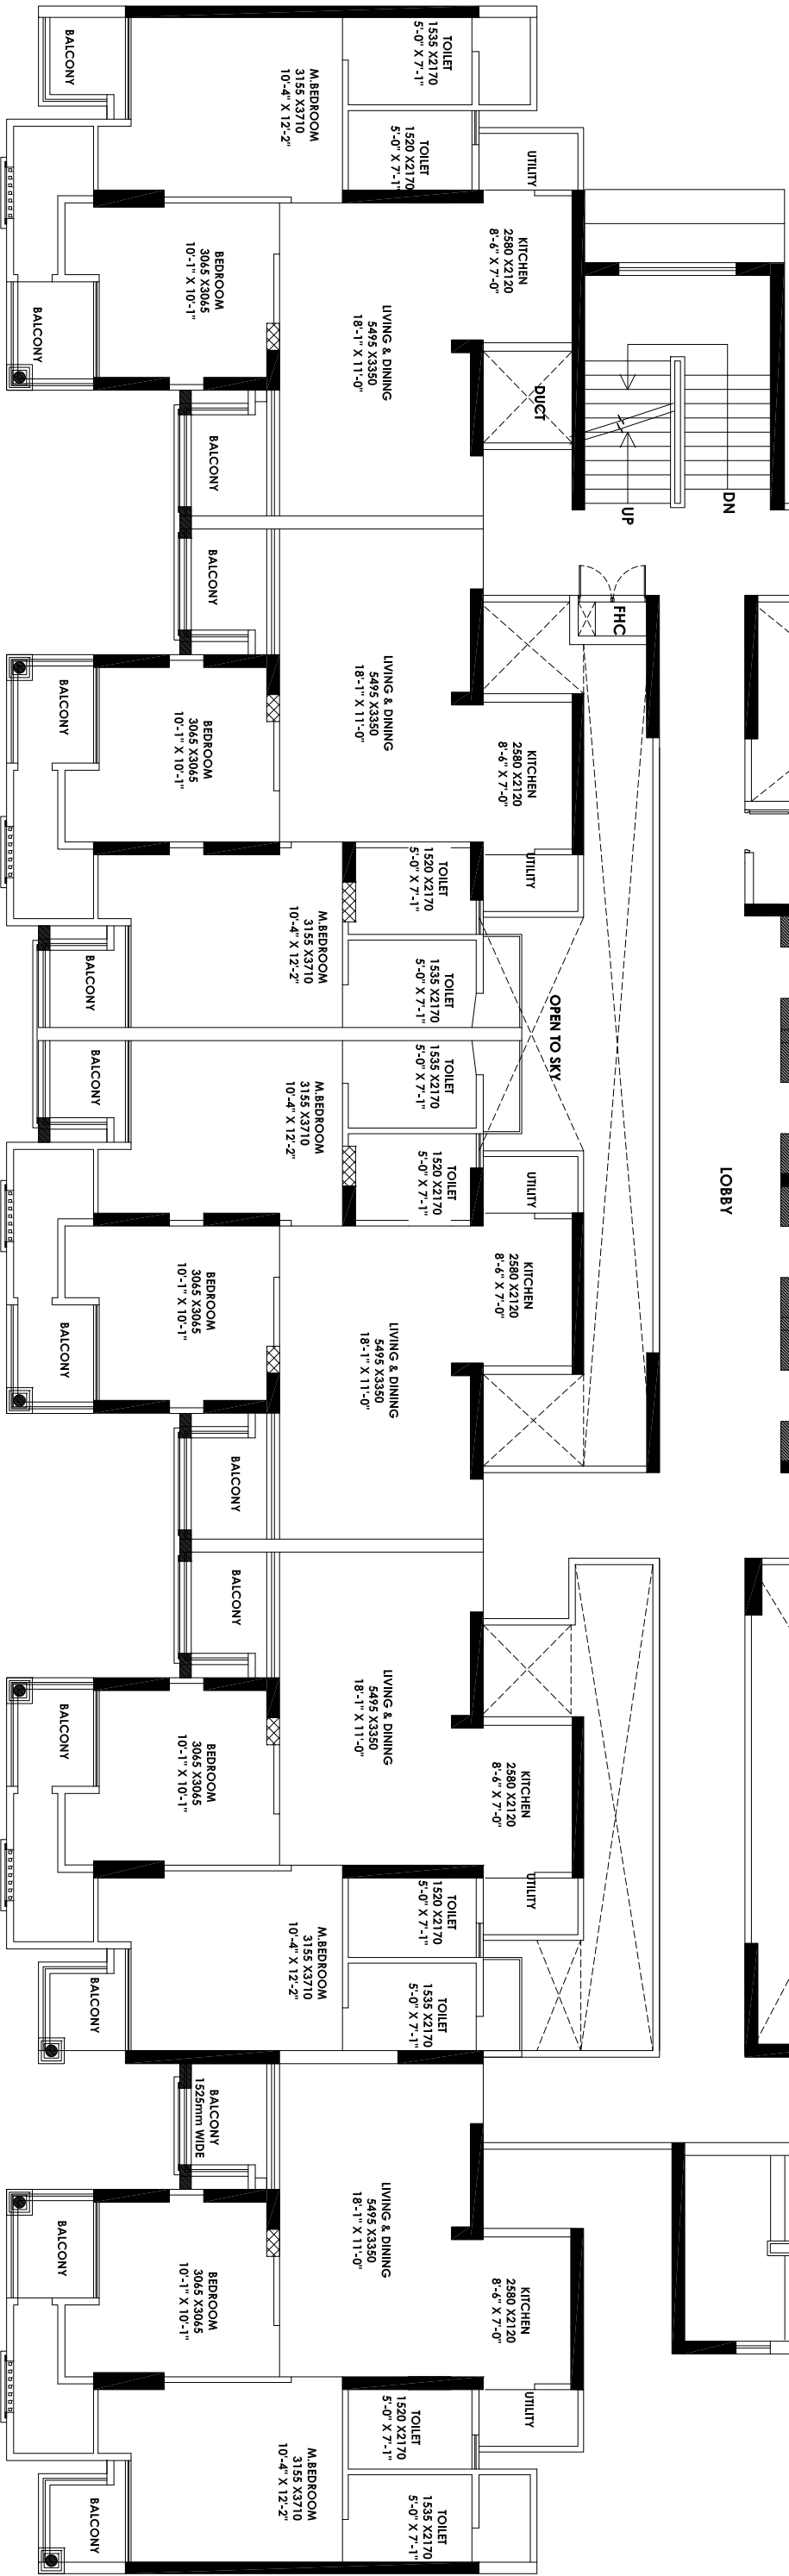 BALCONY
M.BEDROOM
3155 X3710
10'-4" X 12'-2"
TOILET
1535 X2170
5'-0" X 7'-1"
TOILET
1520 X2170
5'-0" X 7'-1"
UTILITY
KITCHEN
2580 X2120
8'-6" X 7'-0"
BEDROOM
3065 X3065
10'-1" X 10'-1"
BALCONY
LIVING & DINING
5495 X3350
18'-1" X 11'-0"
DUCT
DN
UP
BALCONY
BALCONY
FHC
LIVING & DINING
5495 X3350
18'-1" X 11'-0"
BALCONY
BEDROOM
3065 X3065
10'-1" X 10'-1"
KITCHEN
2580 X2120
8'-6" X 7'-0"
UTILITY
TOILET
1520 X2170
5'-0" X 7'-1"
M.BEDROOM
3155 X3710
10'-4" X 12'-2"
TOILET
1535 X2170
5'-0" X 7'-1"
BALCONY
OPEN TO SKY
BALCONY
M.BEDROOM
3155 X3710
10'-4" X 12'-2"
TOILET
1535 X2170
5'-0" X 7'-1"
TOILET
1520 X2170
5'-0" X 7'-1"
UTILITY
LOBBY
KITCHEN
2580 X2120
8'-6" X 7'-0"
BEDROOM
3065 X3065
10'-1" X 10'-1"
BALCONY
LIVING & DINING
5495 X3350
18'-1" X 11'-0"
BALCONY
BALCONY
LIVING & DINING
5495 X3350
18'-1" X 11'-0"
BALCONY
BEDROOM
3065 X3065
10'-1" X 10'-1"
KITCHEN
2580 X2120
8'-6" X 7'-0"
UTILITY
TOILET
1520 X2170
5'-0" X 7'-1"
M.BEDROOM
3155 X3710
10'-4" X 12'-2"
TOILET
1535 X2170
5'-0" X 7'-1"
BALCONY
BALCONY
1525mm WIDE
LIVING & DINING
5495 X3350
18'-1" X 11'-0"
BALCONY
BEDROOM
3065 X3065
10'-1" X 10'-1"
KITCHEN
2580 X2120
8'-6" X 7'-0"
UTILITY
TOILET
1520 X2170
5'-0" X 7'-1"
M.BEDROOM
3155 X3710
10'-4" X 12'-2"
TOILET
1535 X2170
5'-0" X 7'-1"
BALCONY